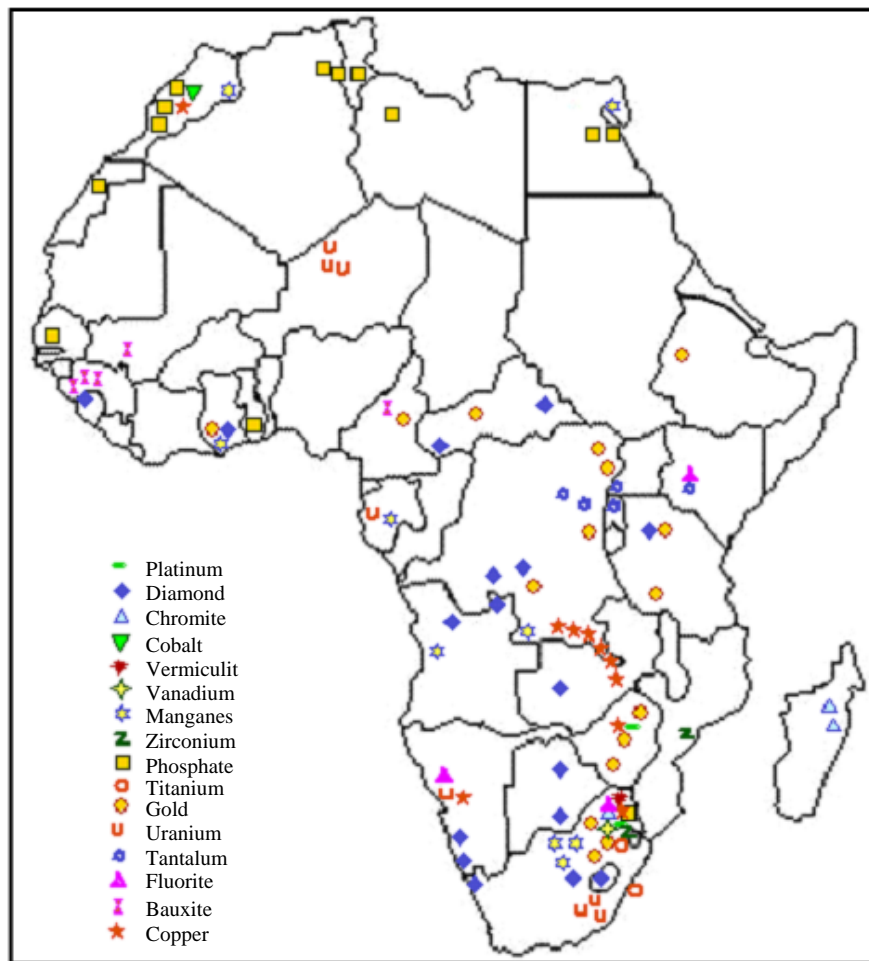 Platinum
Diamond
Chromite
Cobalt
Vermiculit
Vanadium
Manganes
Zirconium
Phosphate
Titanium
Gold
Uranium
Tantalum
Fluorite
Bauxite
Copper